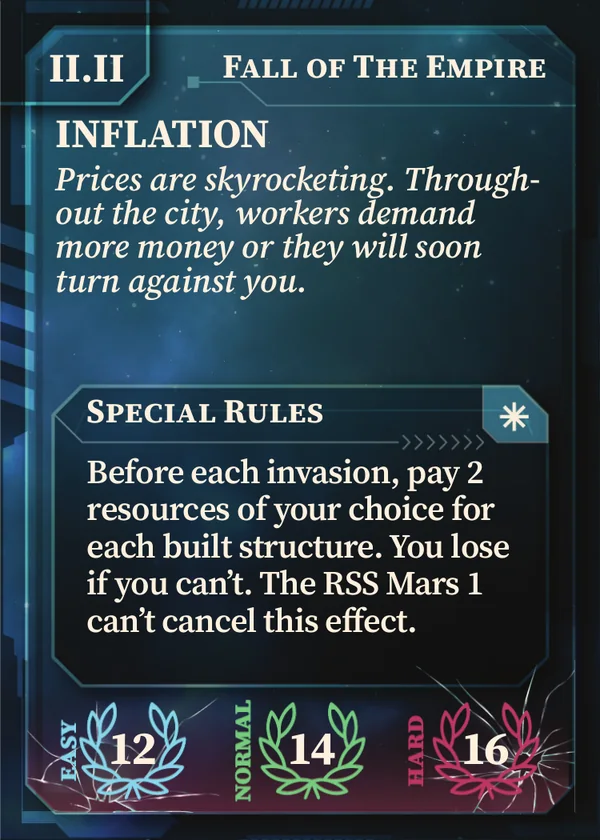 II.II
FALL OF THE EMPIRE
INFLATION
Prices are skyrocketing. Through-
out the city, workers demand
more money or they will soon
turn against you.
SPECIAL RULES
Before each invasion, pay 2
resources of your choice for
each built structure. You lose
if you can’t. The RSS Mars 1
can’t cancel this effect.
EASY
12
NORMAL
14
HARD
16